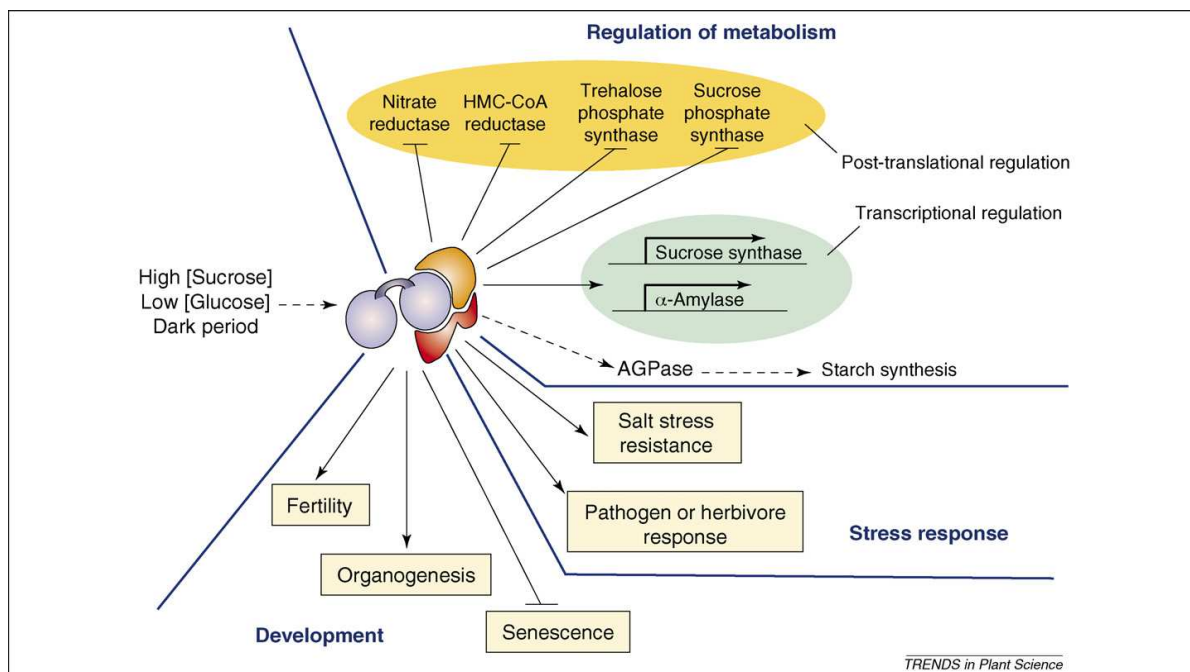 Regulation of metabolism
Nitrate
reductase
HMC-CoA
reductase
Trehalose
phosphate
synthase
Sucrose
phosphate
synthase
Post-translational regulation
Transcriptional regulation
Sucrose synthase
α-Amylase
High [Sucrose]
Low [Glucose]
Dark period
AGPase
Starch synthesis
Salt stress
resistance
Fertility
Pathogen or herbivore
response
Stress response
Organogenesis
Development
Senescence
TRENDS in Plant Science